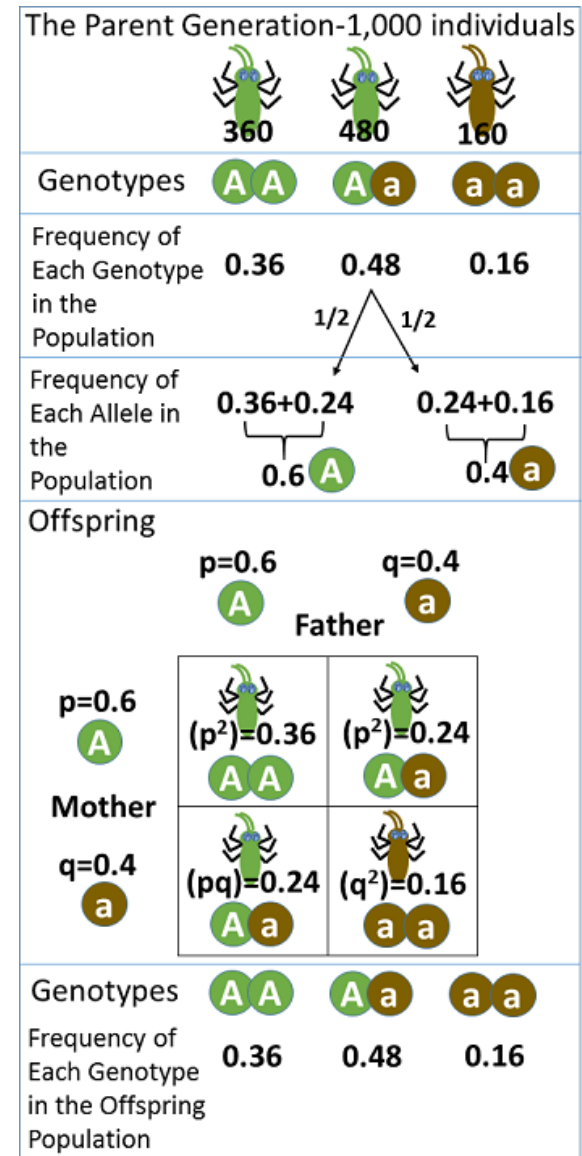 The Parent Generation-1,000 individuals
360 480 160
Genotypes A A A a a a
Frequency of
Each Genotype 0.36 0.48 0.16
in the
Population
1/2 1/2
Frequency of
Each Allele in 0.36+0.24 0.24+0.16
the
Population 0.6 A 0.4 a
Offspring
p=0.6 q=0.4
A a
Father
p=0.6
A
(p²)=0.36 (p²)=0.24
A A A a
Mother
q=0.4
a
(pq)=0.24 (q²)=0.16
A a a a
Genotypes A A A a a a
Frequency of
Each Genotype 0.36 0.48 0.16
in the Offspring
Population